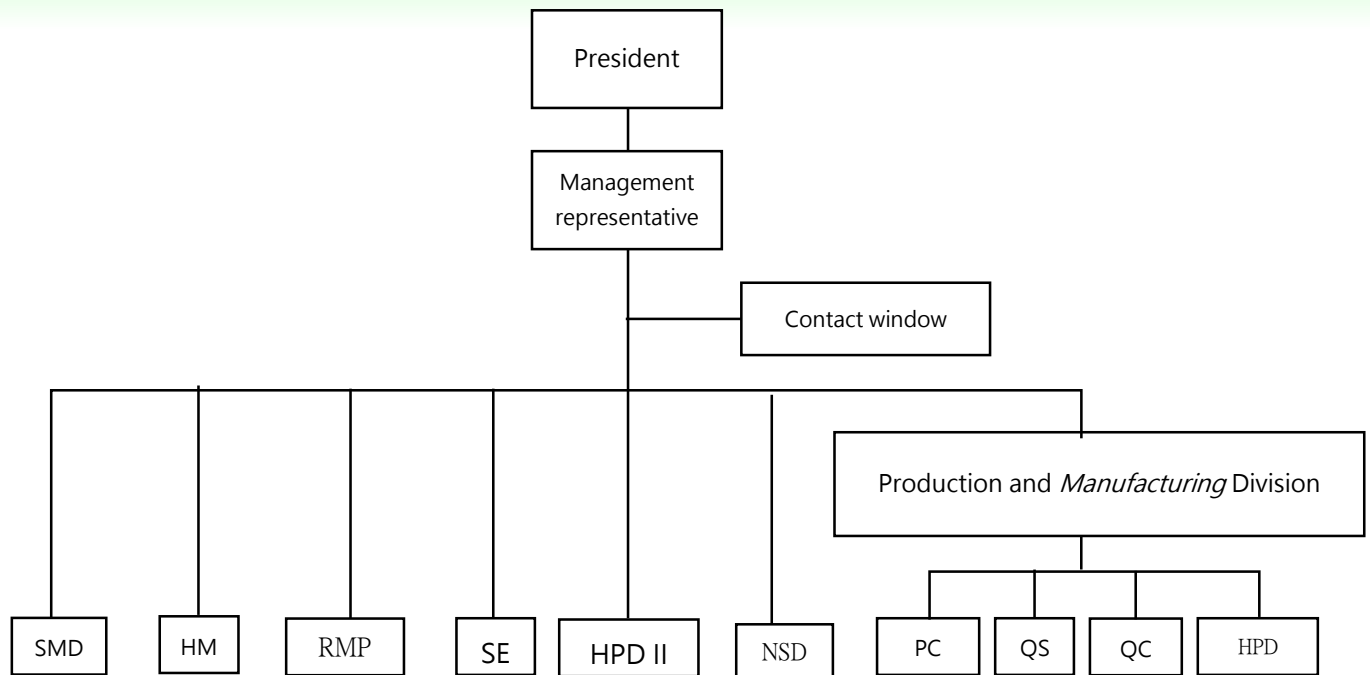 President
Management
representative
Contact window
Production and Manufacturing Division
SMD
HM
RMP
SE
HPD II
NSD
PC
QS
QC
HPD